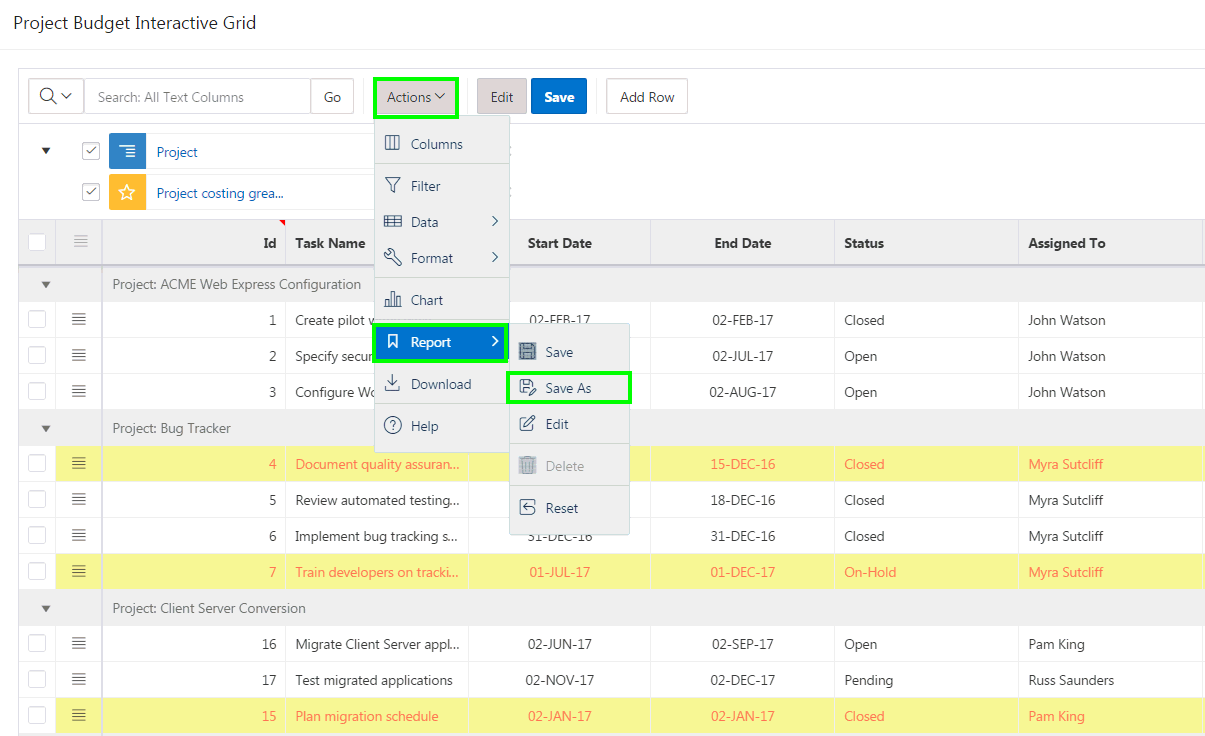 Project Budget Interactive Grid
Search: All Text Columns Go Actions Edit Save Add Row
Project
Project costing grea...
Columns
Filter
Data
Format
Chart
Report
Download
Help
Save
Save As
Edit
Delete
Reset
Id Task Name Start Date End Date Status Assigned To
Project: ACME Web Express Configuration
1 Create pilot 02-FEB-17 02-FEB-17 Closed John Watson
2 Specify secur 02-JUL-17 Open John Watson
3 Configure Wo 02-AUG-17 Open John Watson
Project: Bug Tracker
4 Document quality assuran... 15-DEC-16 Closed Myra Sutcliff
5 Review automated testing... 18-DEC-16 Closed Myra Sutcliff
6 Implement bug tracking s... 31-DEC-16 31-DEC-16 Closed Myra Sutcliff
7 Train developers on tracki... 01-JUL-17 01-DEC-17 On-Hold Myra Sutcliff
Project: Client Server Conversion
16 Migrate Client Server appl... 02-JUN-17 02-SEP-17 Open Pam King
17 Test migrated applications 02-NOV-17 02-DEC-17 Pending Russ Saunders
15 Plan migration schedule 02-JAN-17 02-JAN-17 Closed Pam King